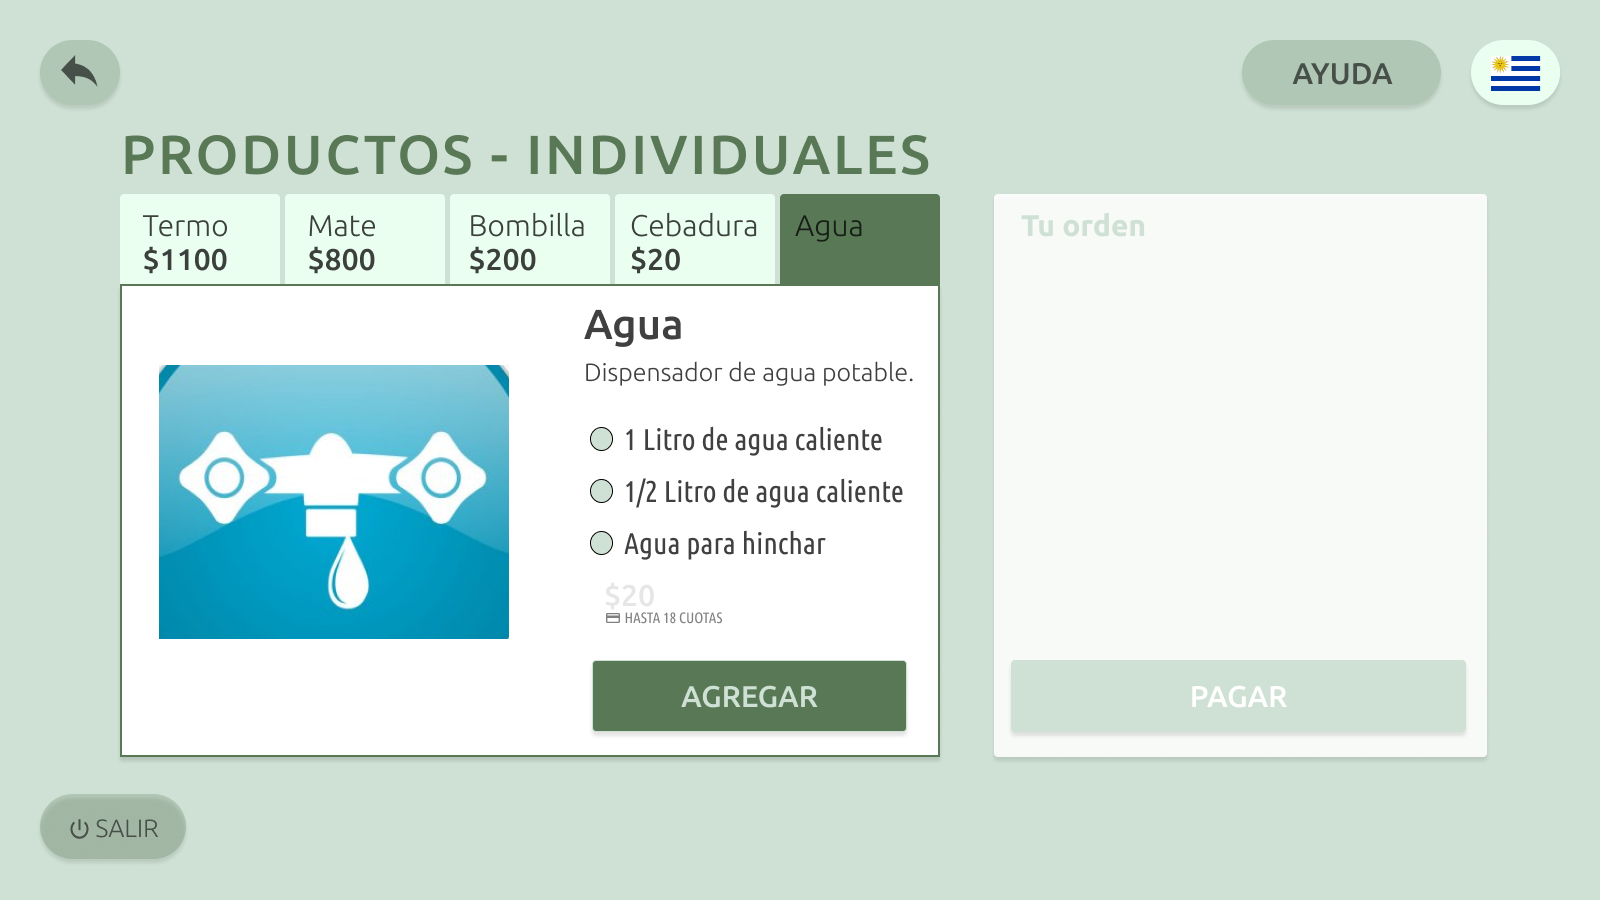 AYUDA
PRODUCTOS - INDIVIDUALES
Termo
$1100
Mate
$800
Bombilla
$200
Cebadura
$20
Agua
Tu orden
Agua
Dispensador de agua potable.
1 Litro de agua caliente
1/2 Litro de agua caliente
Agua para hinchar
$20
HASTA 18 CUOTAS
AGREGAR
PAGAR
SALIR